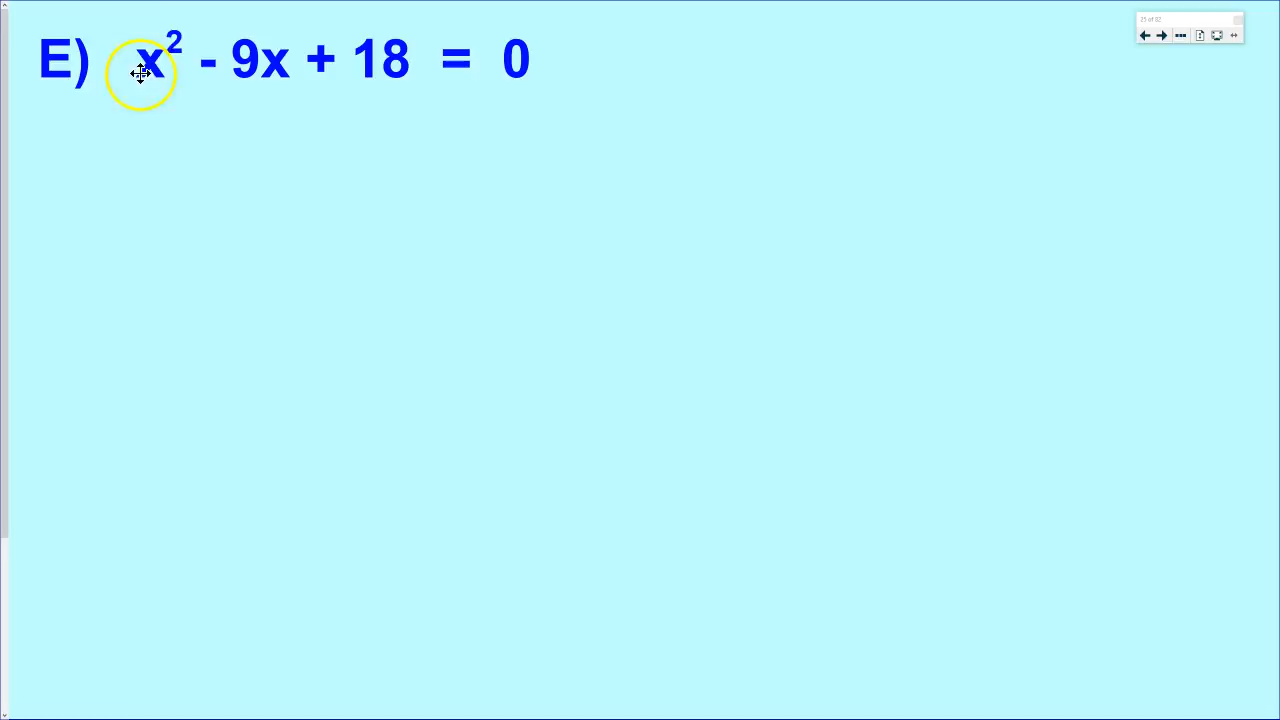 E) x² - 9x + 18 = 0